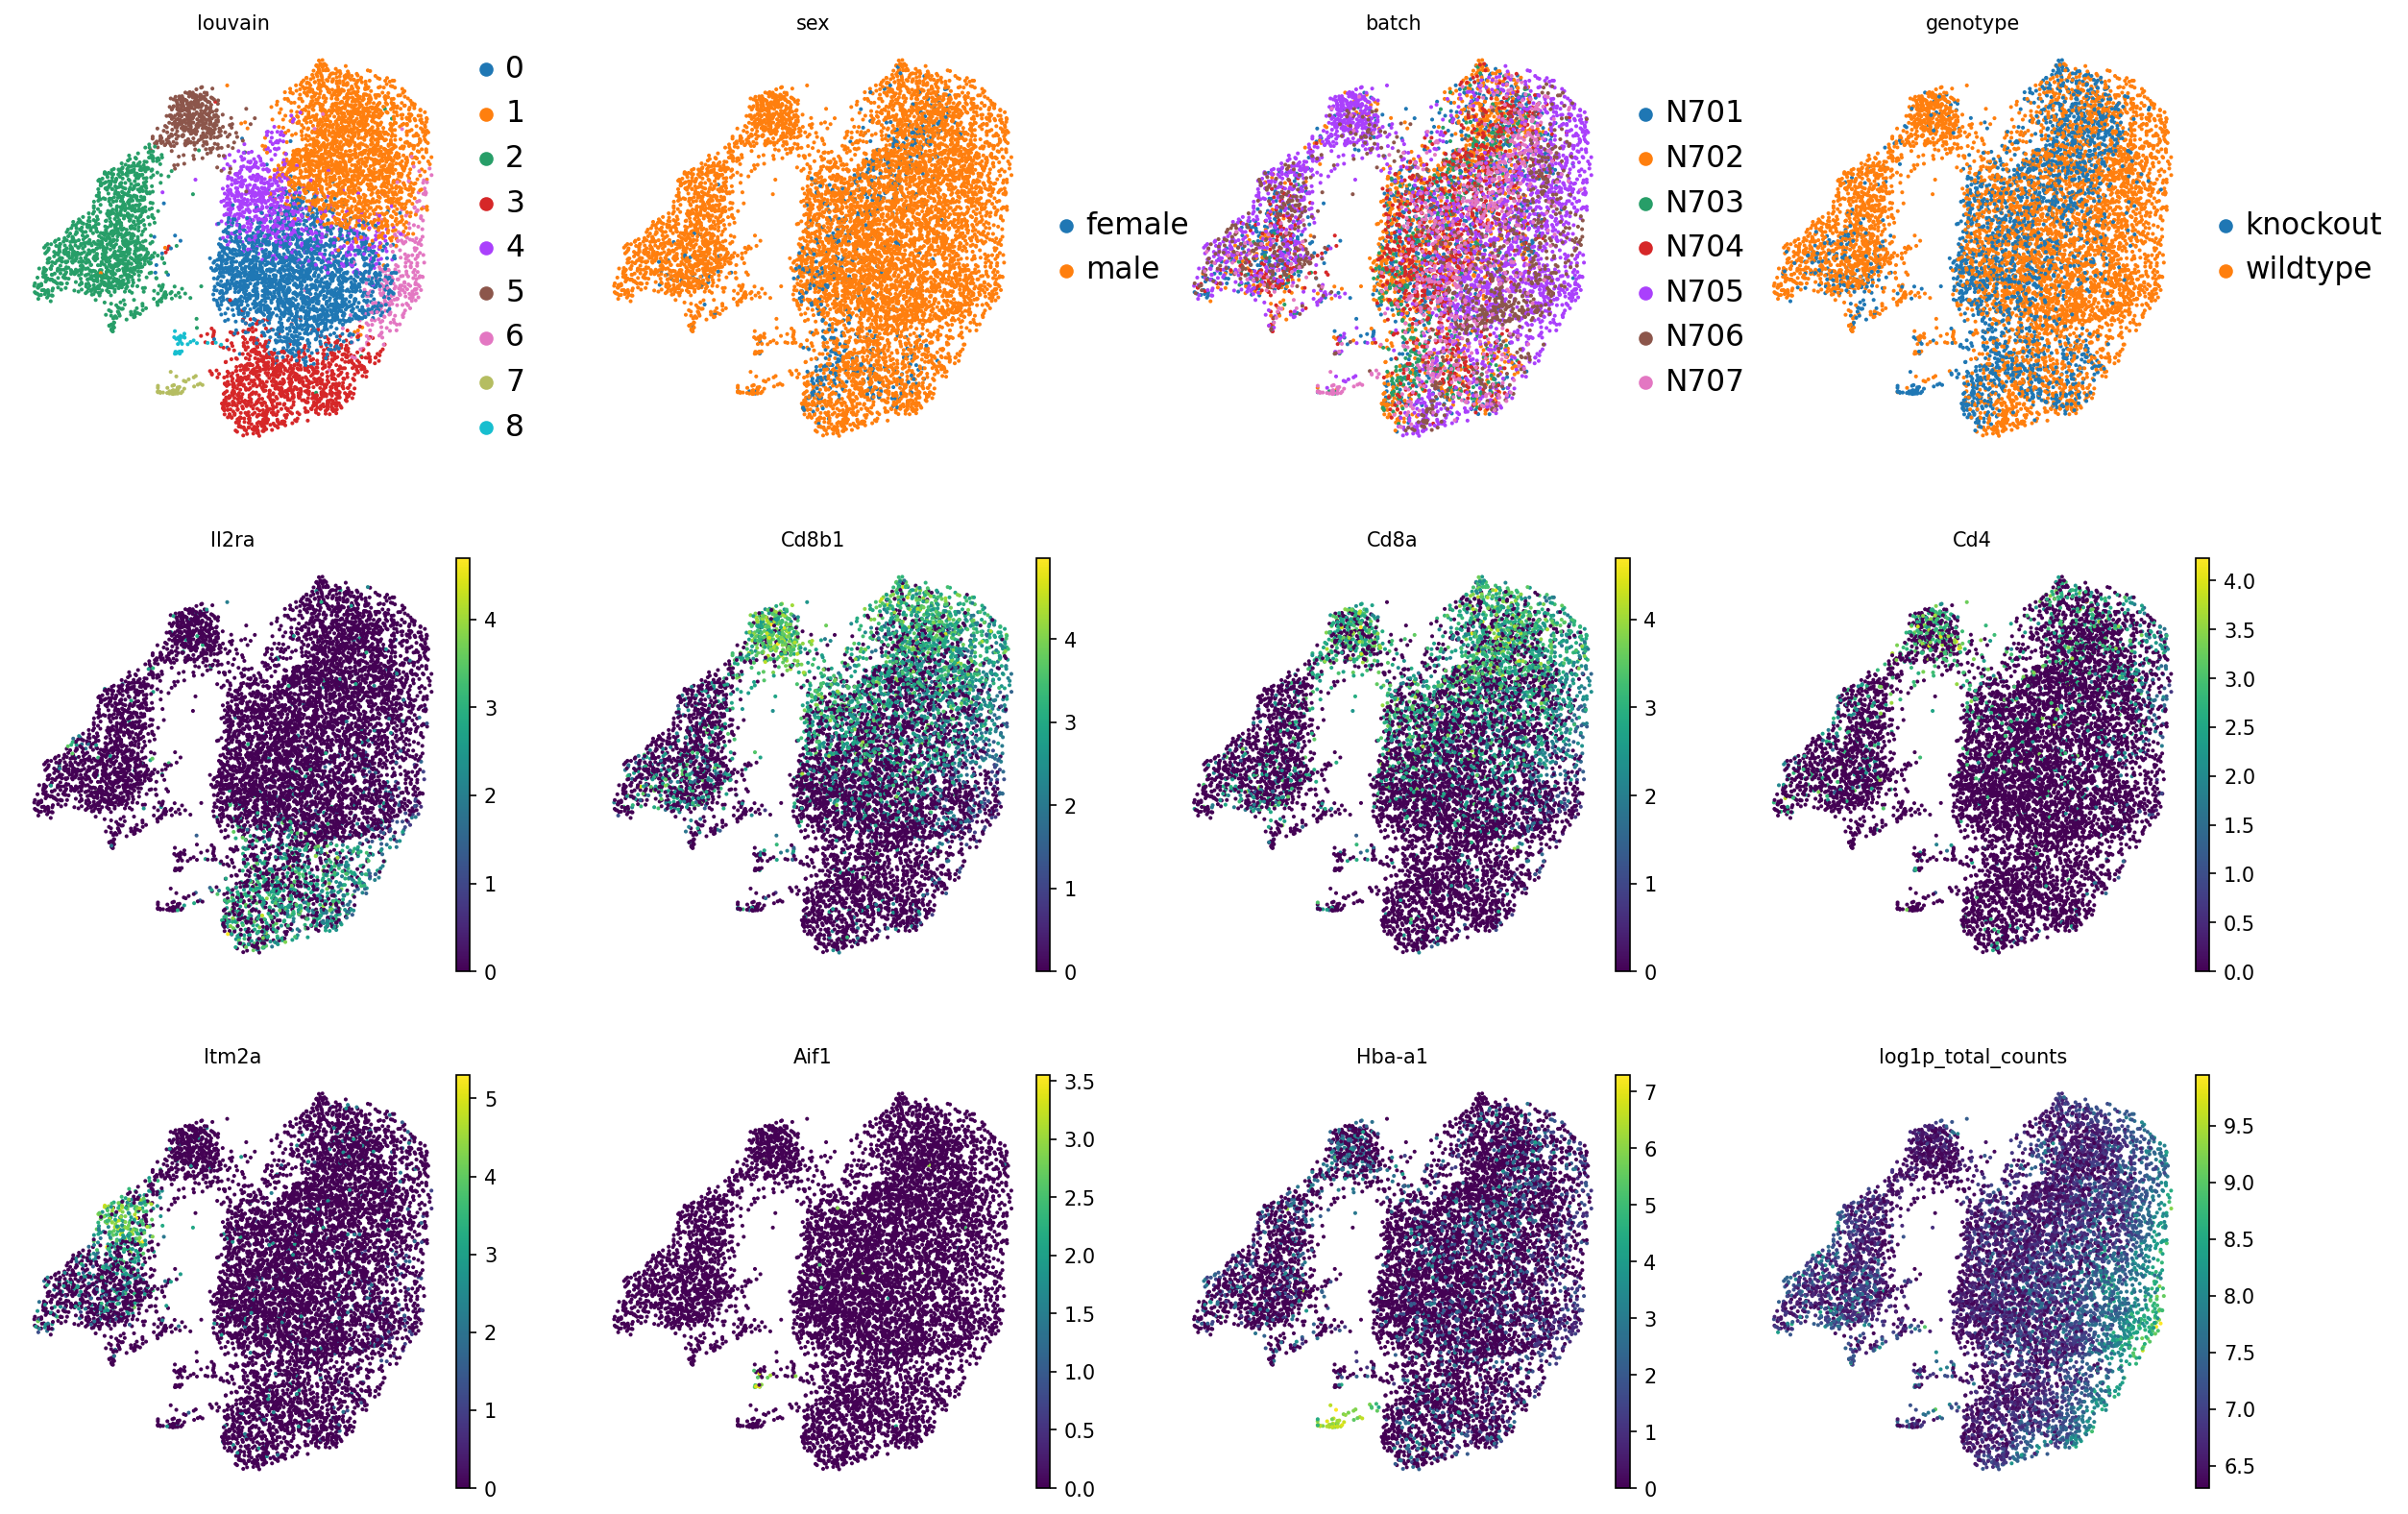 louvain
0
1
2
3
4
5
6
7
8
sex
female
male
batch
N701
N702
N703
N704
N705
N706
N707
genotype
knockout
wildtype
Il2ra
4
3
2
1
0
Cd8b1
4
3
2
1
0
Cd8a
4
3
2
1
0
Cd4
4.0
3.5
3.0
2.5
2.0
1.5
1.0
0.5
0.0
Itm2a
5
4
3
2
1
0
Aif1
3.5
3.0
2.5
2.0
1.5
1.0
0.5
0.0
Hba-a1
7
6
5
4
3
2
1
0
log1p_total_counts
9.5
9.0
8.5
8.0
7.5
7.0
6.5